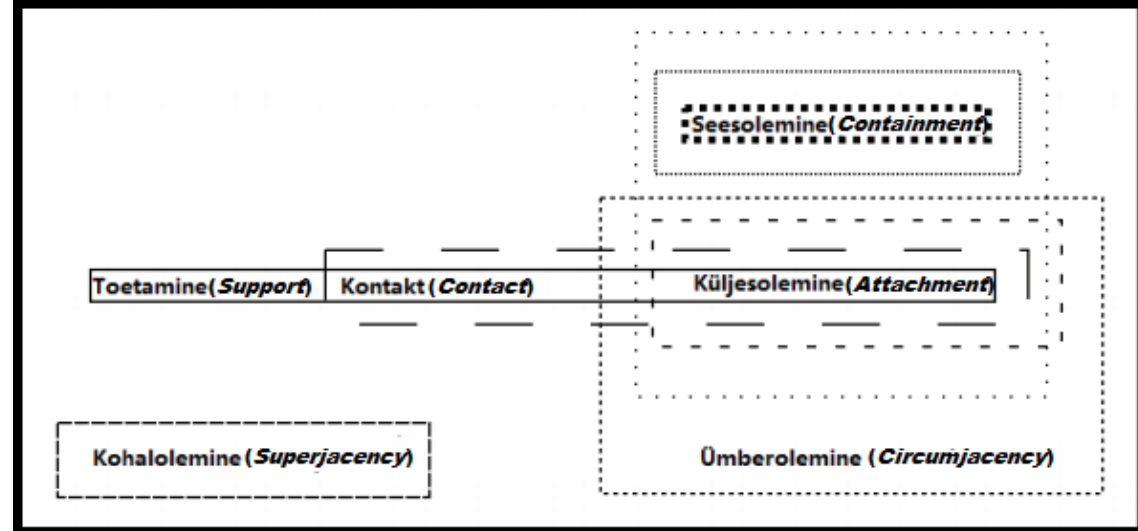 Seesolemine(Containment)
Toetamine(Support) Kontakt (Contact) Küljesolemine(Attachment)
Kohalolemine (Superjacency) Ümberolemine (Circumjacency)